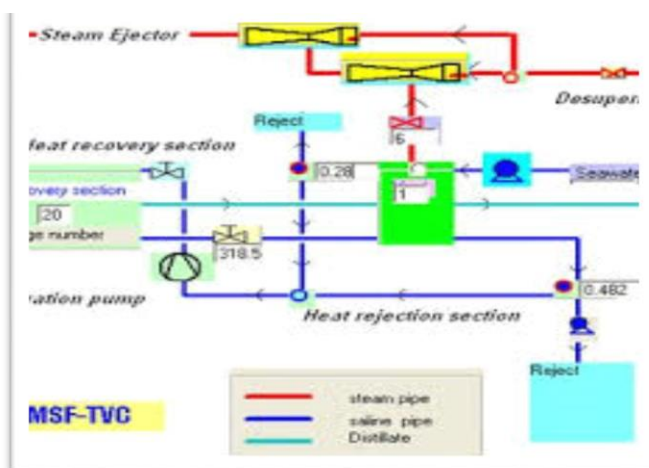 Steam Ejector
Desuper
Reject
6
Heat recovery section
0.28
Seawate
overy section
1
20
ge number
318.5
0.482
ration pump
Heat rejection section
Reject
MSF-TVC
steam pipe
saline pipe
Distillate